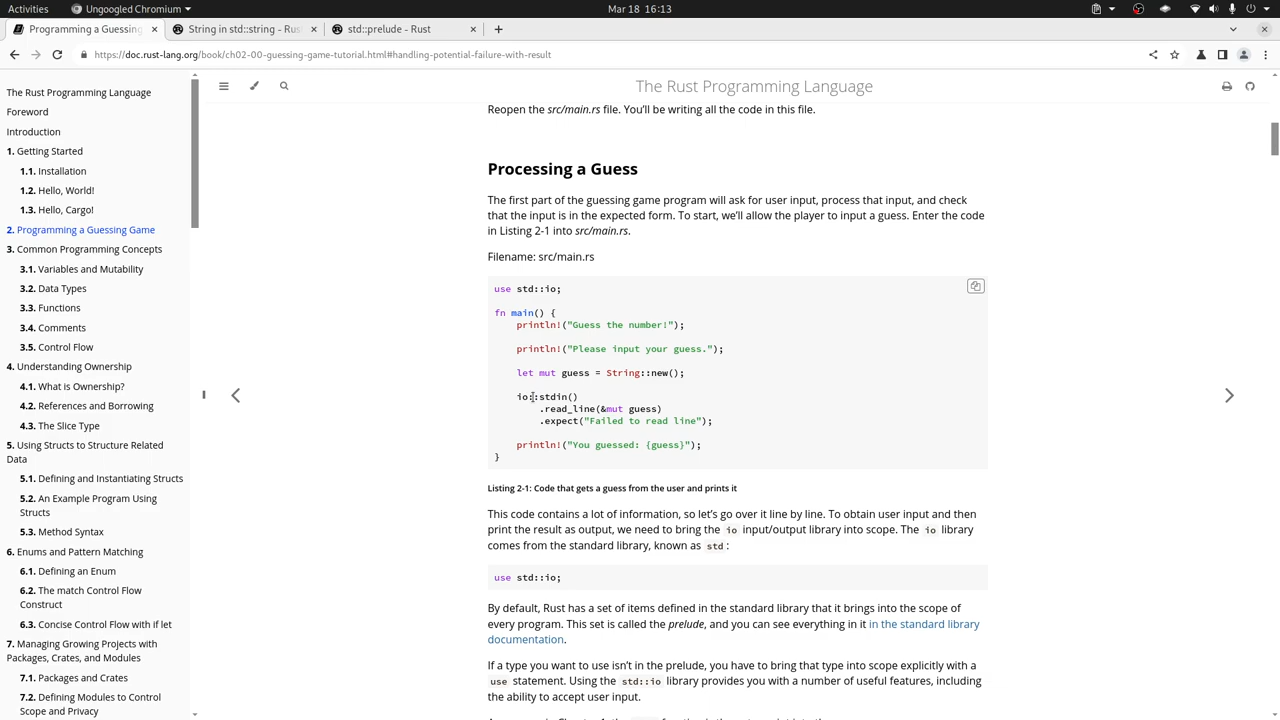 Activities
Ungoogled Chromium
Mar 18 16:13
Programming a Guessing
String in std::string - Rus
std::prelude - Rust
https://doc.rust-lang.org/book/ch02-00-guessing-game-tutorial.html#handling-potential-failure-with-result
The Rust Programming Language
Foreword
Introduction
1. Getting Started
1.1. Installation
1.2. Hello, World!
1.3. Hello, Cargo!
2. Programming a Guessing Game
3. Common Programming Concepts
3.1. Variables and Mutability
3.2. Data Types
3.3. Functions
3.4. Comments
3.5. Control Flow
4. Understanding Ownership
4.1. What is Ownership?
4.2. References and Borrowing
4.3. The Slice Type
5. Using Structs to Structure Related
Data
5.1. Defining and Instantiating Structs
5.2. An Example Program Using
Structs
5.3. Method Syntax
6. Enums and Pattern Matching
6.1. Defining an Enum
6.2. The match Control Flow
Construct
6.3. Concise Control Flow with if let
7. Managing Growing Projects with
Packages, Crates, and Modules
7.1. Packages and Crates
7.2. Defining Modules to Control
Scope and Privacy
The Rust Programming Language
Reopen the src/main.rs file. You’ll be writing all the code in this file.
Processing a Guess
The first part of the guessing game program will ask for user input, process that input, and check
that the input is in the expected form. To start, we’ll allow the player to input a guess. Enter the code
in Listing 2-1 into src/main.rs.
Filename: src/main.rs
use std::io;
fn main() {
println!("Guess the number!");
println!("Please input your guess.");
let mut guess = String::new();
io::stdin()
.read_line(&mut guess)
.expect("Failed to read line");
println!("You guessed: {guess}");
}
Listing 2-1: Code that gets a guess from the user and prints it
This code contains a lot of information, so let’s go over it line by line. To obtain user input and then
print the result as output, we need to bring the io input/output library into scope. The io library
comes from the standard library, known as std:
use std::io;
By default, Rust has a set of items defined in the standard library that it brings into the scope of
every program. This set is called the prelude, and you can see everything in it in the standard library
documentation.
If a type you want to use isn’t in the prelude, you have to bring that type into scope explicitly with a
use statement. Using the std::io library provides you with a number of useful features, including
the ability to accept user input.